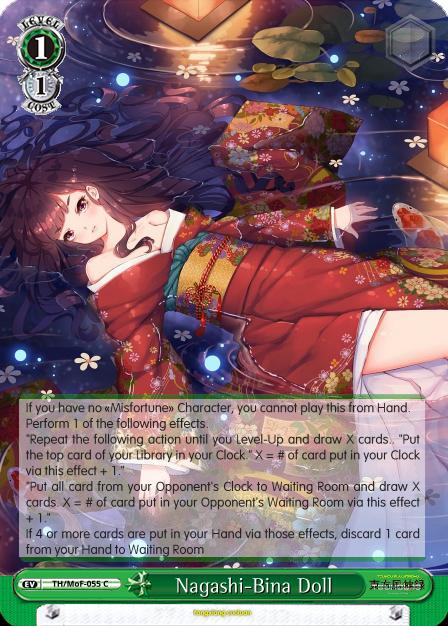 LEVEL
1
1
COST
If you have no «Misfortune» Character, you cannot play this from Hand.
Perform 1 of the following effects.
"Repeat the following action until you Level-Up and draw X cards.. "Put
the top card of your Library in your Clock." X = # of card put in your Clock
via this effect + 1."
"Put all card from your Opponent's Clock to Waiting Room and draw X
cards. X = # of card put in your Opponent's Waiting Room via this effect
+ 1."
If 4 or more cards are put in your Hand via those effects, discard 1 card
from your Hand to Waiting Room
EV TH/MoF-055 C Nagashi-Bina Doll